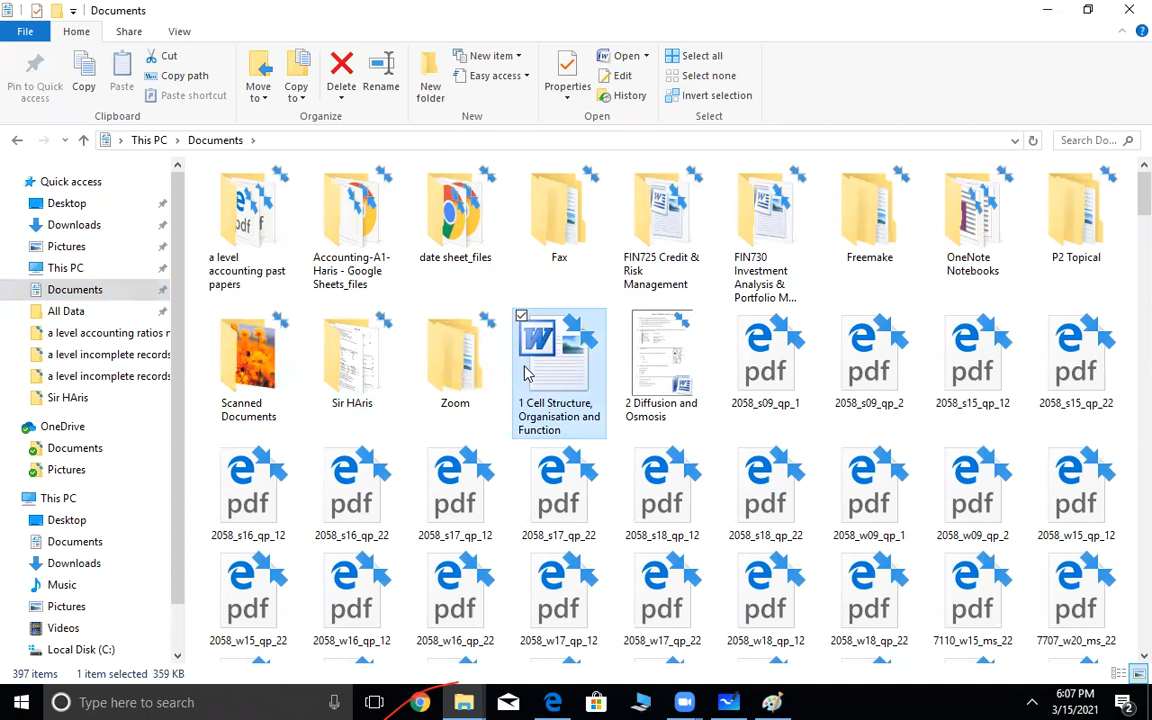 Documents
File
Home
Share
View
Pin to Quick
access
Copy
Paste
Cut
Copy path
Paste shortcut
Clipboard
Move
to
Copy
to
Delete
Rename
Organize
New
folder
New item
Easy access
New
Properties
Open
Edit
History
Open
Select all
Select none
Invert selection
Select
This PC
Documents
Search Do...
Quick access
Desktop
Downloads
Pictures
This PC
Documents
All Data
a level accounting ratios r
a level incomplete records
a level incomplete records
Sir HAris
OneDrive
Documents
Pictures
This PC
Desktop
Documents
Downloads
Music
Pictures
Videos
Local Disk (C:)
a level
accounting past
papers
Accounting-A1-
Haris - Google
Sheets_files
date sheet_files
Fax
FIN725 Credit &
Risk
Management
FIN730
Investment
Analysis &
Portfolio M...
Freemake
OneNote
Notebooks
P2 Topical
Scanned
Documents
Sir HAris
Zoom
1 Cell Structure,
Organisation and
Function
2 Diffusion and
Osmosis
2058_s09_qp_1
2058_s09_qp_2
2058_s15_qp_12
2058_s15_qp_22
2058_s16_qp_12
2058_s16_qp_22
2058_s17_qp_12
2058_s17_qp_22
2058_s18_qp_12
2058_s18_qp_22
2058_w09_qp_1
2058_w09_qp_2
2058_w15_qp_12
2058_w15_qp_22
2058_w16_qp_12
2058_w16_qp_22
2058_w17_qp_12
2058_w17_qp_22
2058_w18_qp_12
2058_w18_qp_22
7110_w15_ms_22
7707_w20_ms_22
397 items
1 item selected 359 KB
Type here to search
6:07 PM
3/15/2021
2